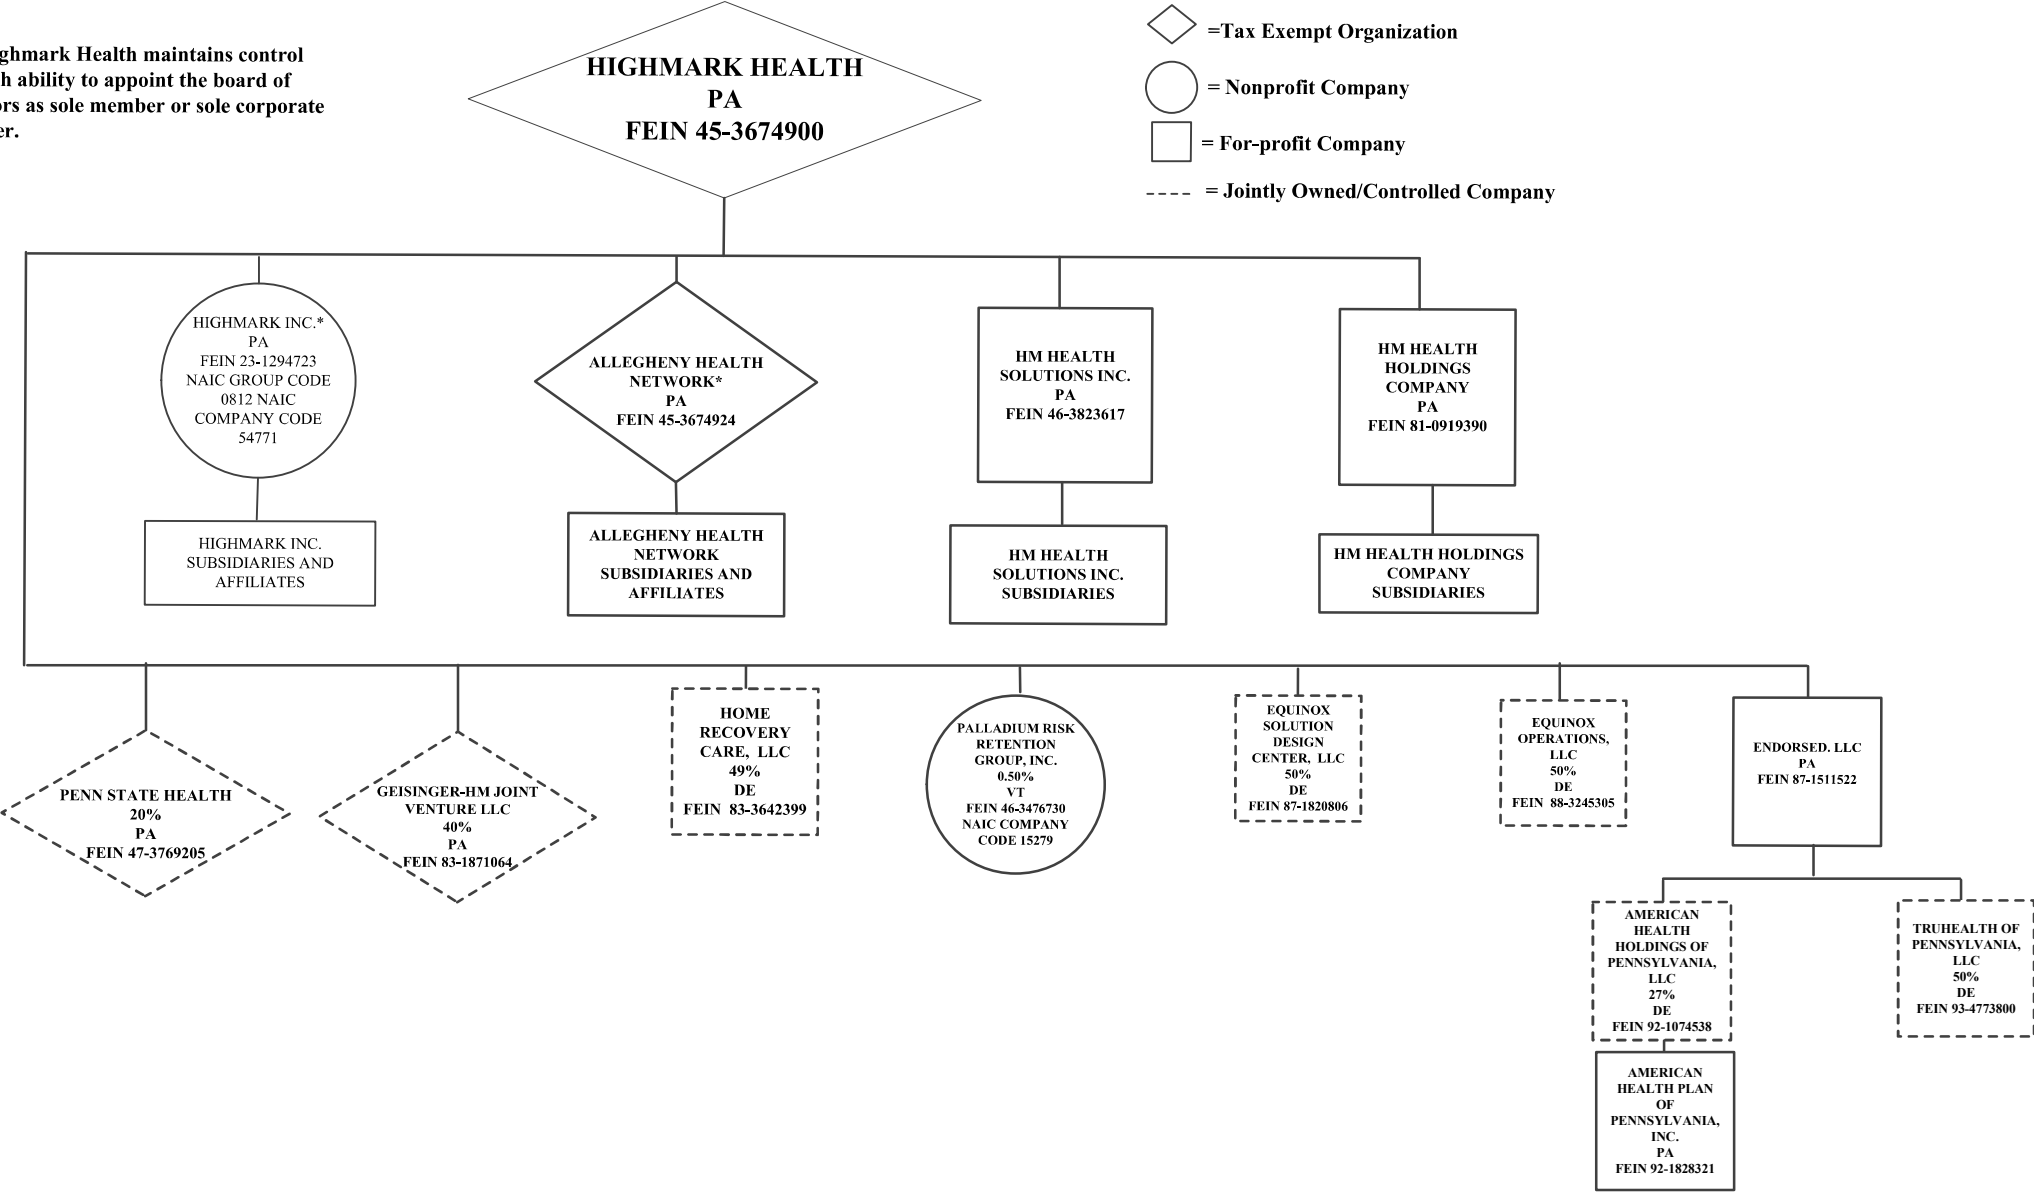 ghmark Health maintains control
h ability to appoint the board of
ors as sole member or sole corporate
er.
HIGHMARK HEALTH
PA
FEIN 45-3674900
=Tax Exempt Organization
= Nonprofit Company
= For-profit Company
= Jointly Owned/Controlled Company
HIGHMARK INC.*
PA
FEIN 23-1294723
NAIC GROUP CODE
0812 NAIC
COMPANY CODE
54771
ALLEGHENY HEALTH
NETWORK*
PA
FEIN 45-3674924
HM HEALTH
SOLUTIONS INC.
PA
FEIN 46-3823617
HM HEALTH
HOLDINGS
COMPANY
PA
FEIN 81-0919390
HIGHMARK INC.
SUBSIDIARIES AND
AFFILIATES
ALLEGHENY HEALTH
NETWORK
SUBSIDIARIES AND
AFFILIATES
HM HEALTH
SOLUTIONS INC.
SUBSIDIARIES
HM HEALTH HOLDINGS
COMPANY
SUBSIDIARIES
PENN STATE HEALTH
20%
PA
FEIN 47-3769205
GEISINGER-HM JOINT
VENTURE LLC
40%
PA
FEIN 83-1871064
HOME
RECOVERY
CARE, LLC
49%
DE
FEIN 83-3642399
PALLADIUM RISK
RETENTION
GROUP, INC.
0.50%
VT
FEIN 46-3476730
NAIC COMPANY
CODE 15279
EQUINOX
SOLUTION
DESIGN
CENTER, LLC
50%
DE
FEIN 87-1820806
EQUINOX
OPERATIONS,
LLC
50%
DE
FEIN 88-3245305
ENDORSED. LLC
PA
FEIN 87-1511522
AMERICAN
HEALTH
HOLDINGS OF
PENNSYLVANIA,
LLC
27%
DE
FEIN 92-1074538
TRUHEALTH OF
PENNSYLVANIA,
LLC
50%
DE
FEIN 93-4773800
AMERICAN
HEALTH PLAN
OF
PENNSYLVANIA,
INC.
PA
FEIN 92-1828321